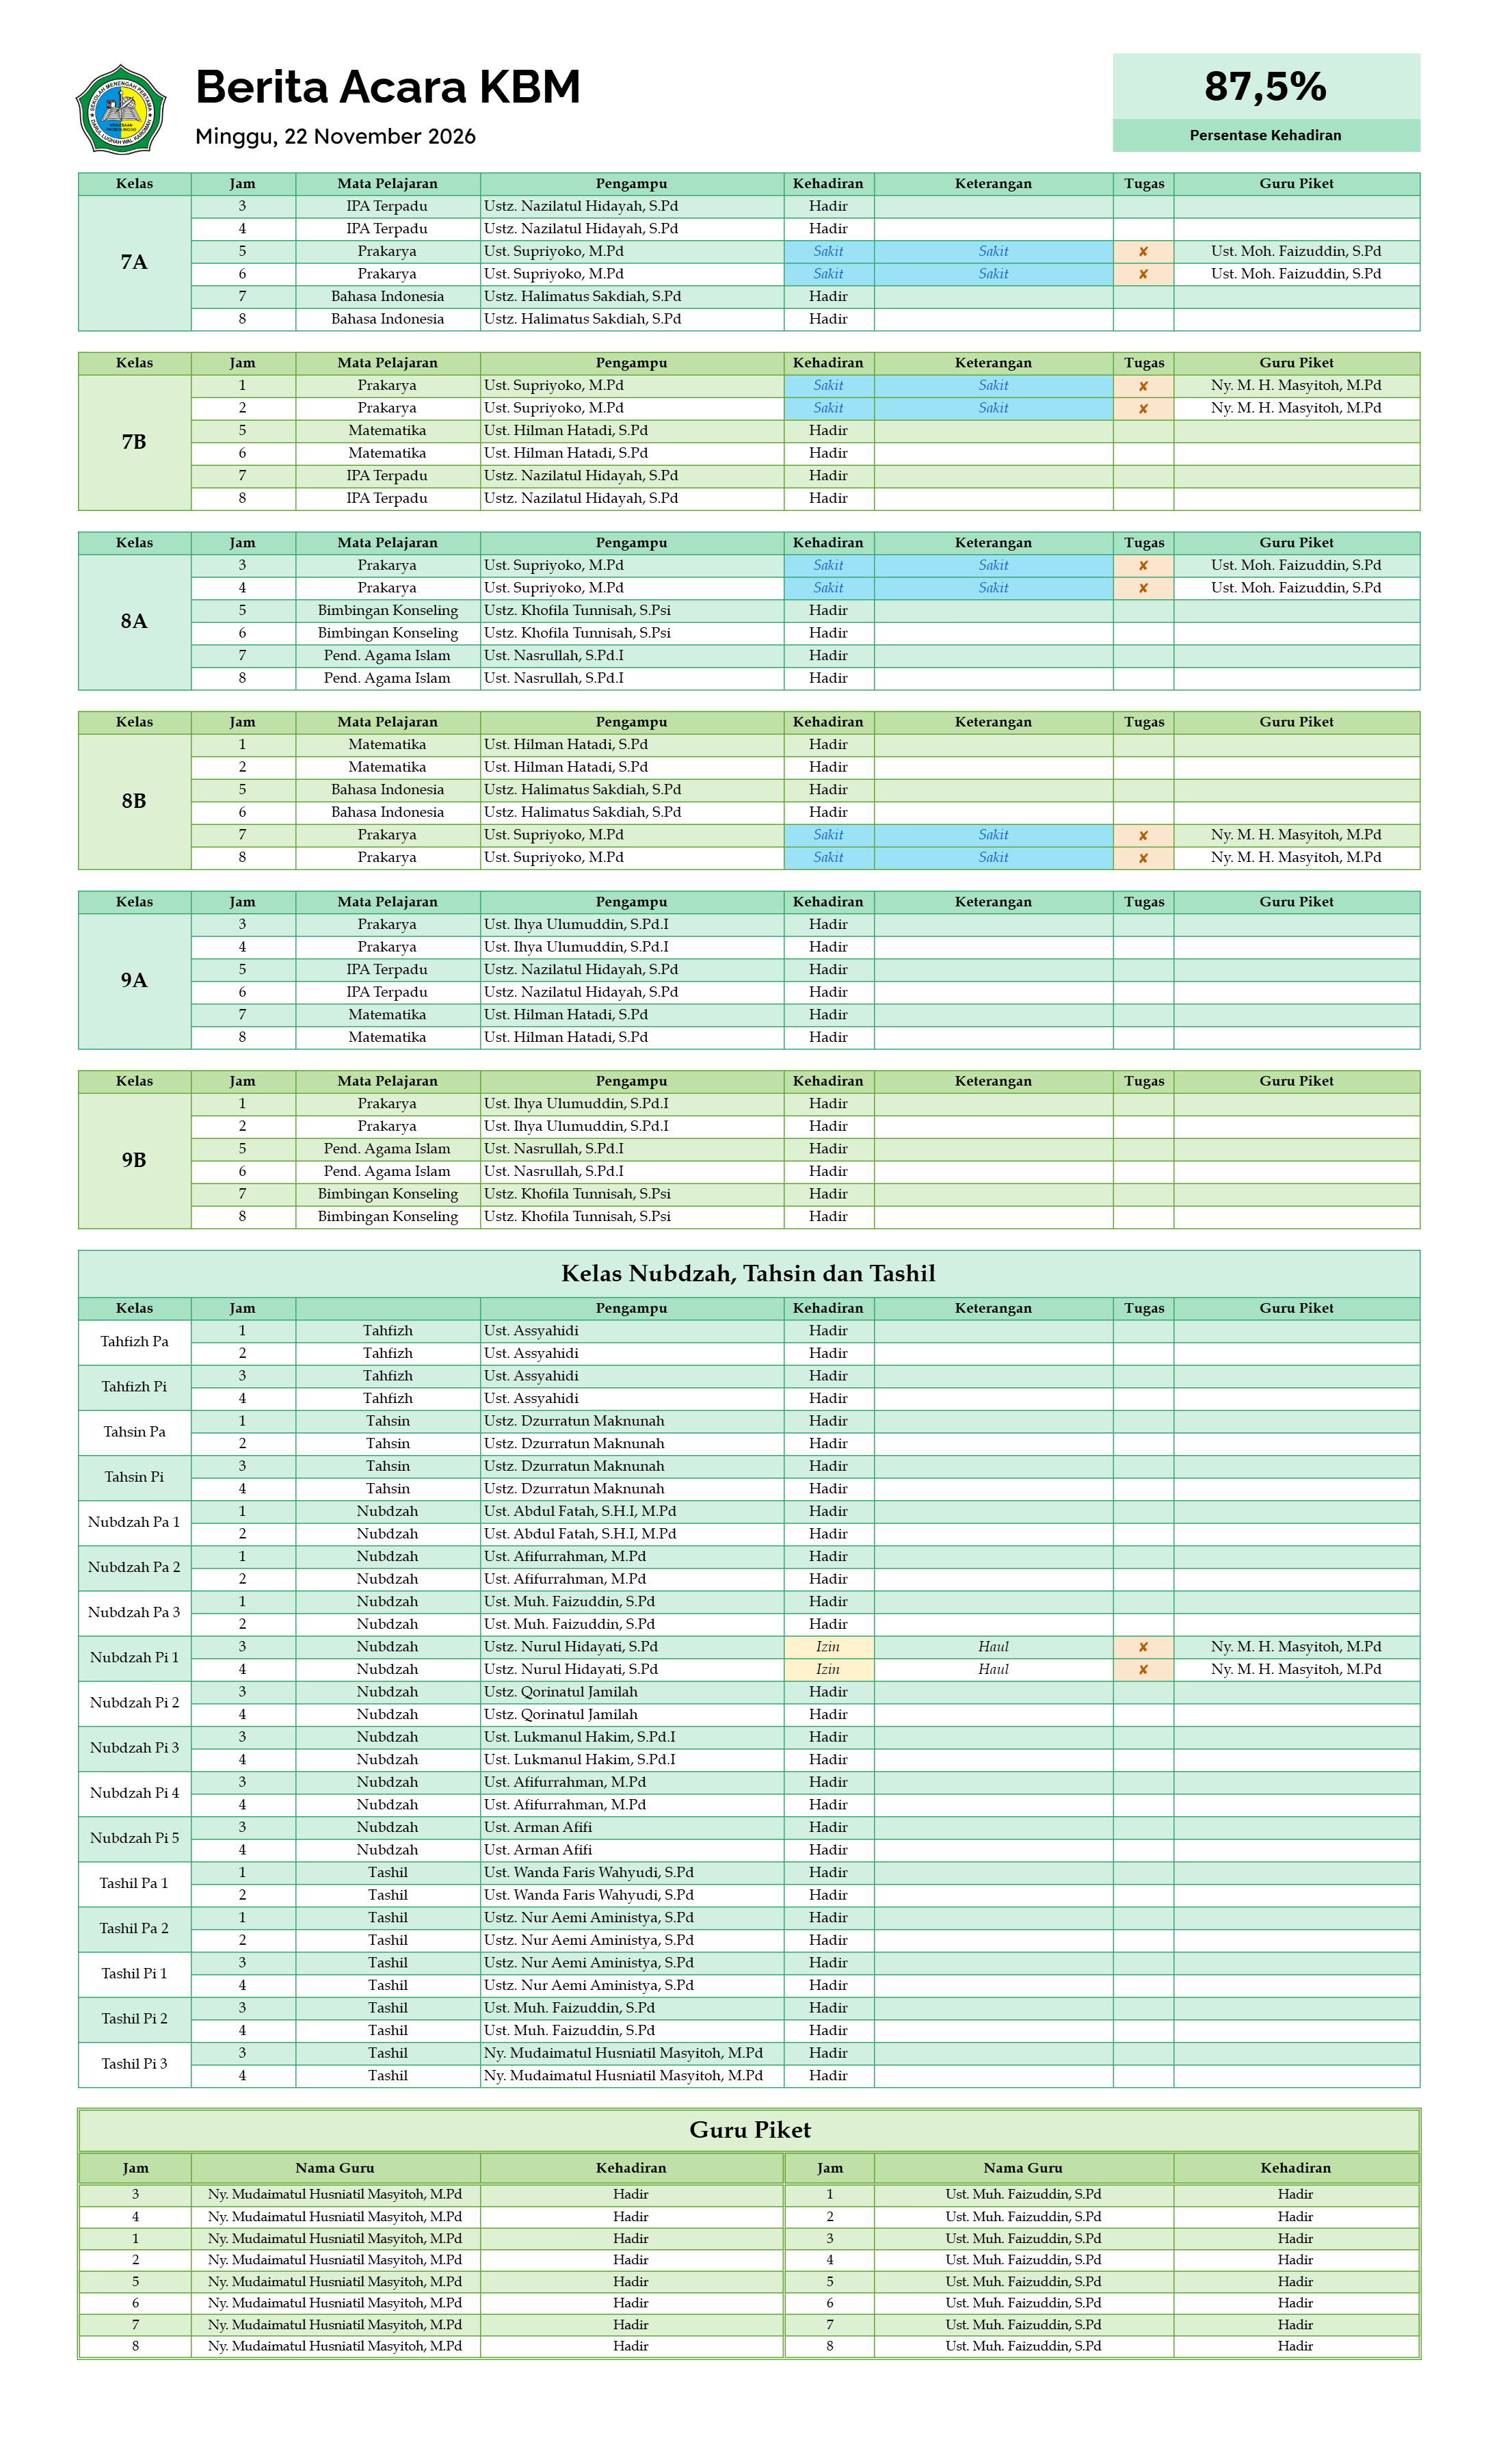 SEKOLAH MENENGAH PERTAMA
DARUL LUGHAH WAL KAROMAH
KRAKSAAN
PROBOLINGGO
Berita Acara KBM
Minggu, 22 November 2026
87,5%
Persentase Kehadiran
Kelas Jam Mata Pelajaran Pengampu Kehadiran Keterangan Tugas Guru Piket
7A
3 IPA Terpadu Ustz. Nazilatul Hidayah, S.Pd Hadir
4 IPA Terpadu Ustz. Nazilatul Hidayah, S.Pd Hadir
5 Prakarya Ust. Supriyoko, M.Pd Sakit Sakit ✘ Ust. Moh. Faizuddin, S.Pd
6 Prakarya Ust. Supriyoko, M.Pd Sakit Sakit ✘ Ust. Moh. Faizuddin, S.Pd
7 Bahasa Indonesia Ustz. Halimatus Sakdiah, S.Pd Hadir
8 Bahasa Indonesia Ustz. Halimatus Sakdiah, S.Pd Hadir
Kelas Jam Mata Pelajaran Pengampu Kehadiran Keterangan Tugas Guru Piket
7B
1 Prakarya Ust. Supriyoko, M.Pd Sakit Sakit ✘ Ny. M. H. Masyitoh, M.Pd
2 Prakarya Ust. Supriyoko, M.Pd Sakit Sakit ✘ Ny. M. H. Masyitoh, M.Pd
5 Matematika Ust. Hilman Hatadi, S.Pd Hadir
6 Matematika Ust. Hilman Hatadi, S.Pd Hadir
7 IPA Terpadu Ustz. Nazilatul Hidayah, S.Pd Hadir
8 IPA Terpadu Ustz. Nazilatul Hidayah, S.Pd Hadir
Kelas Jam Mata Pelajaran Pengampu Kehadiran Keterangan Tugas Guru Piket
8A
3 Prakarya Ust. Supriyoko, M.Pd Sakit Sakit ✘ Ust. Moh. Faizuddin, S.Pd
4 Prakarya Ust. Supriyoko, M.Pd Sakit Sakit ✘ Ust. Moh. Faizuddin, S.Pd
5 Bimbingan Konseling Ustz. Khofila Tunnisah, S.Psi Hadir
6 Bimbingan Konseling Ustz. Khofila Tunnisah, S.Psi Hadir
7 Pend. Agama Islam Ust. Nasrullah, S.Pd.I Hadir
8 Pend. Agama Islam Ust. Nasrullah, S.Pd.I Hadir
Kelas Jam Mata Pelajaran Pengampu Kehadiran Keterangan Tugas Guru Piket
8B
1 Matematika Ust. Hilman Hatadi, S.Pd Hadir
2 Matematika Ust. Hilman Hatadi, S.Pd Hadir
5 Bahasa Indonesia Ustz. Halimatus Sakdiah, S.Pd Hadir
6 Bahasa Indonesia Ustz. Halimatus Sakdiah, S.Pd Hadir
7 Prakarya Ust. Supriyoko, M.Pd Sakit Sakit ✘ Ny. M. H. Masyitoh, M.Pd
8 Prakarya Ust. Supriyoko, M.Pd Sakit Sakit ✘ Ny. M. H. Masyitoh, M.Pd
Kelas Jam Mata Pelajaran Pengampu Kehadiran Keterangan Tugas Guru Piket
9A
3 Prakarya Ust. Ihya Ulumuddin, S.Pd.I Hadir
4 Prakarya Ust. Ihya Ulumuddin, S.Pd.I Hadir
5 IPA Terpadu Ustz. Nazilatul Hidayah, S.Pd Hadir
6 IPA Terpadu Ustz. Nazilatul Hidayah, S.Pd Hadir
7 Matematika Ust. Hilman Hatadi, S.Pd Hadir
8 Matematika Ust. Hilman Hatadi, S.Pd Hadir
Kelas Jam Mata Pelajaran Pengampu Kehadiran Keterangan Tugas Guru Piket
9B
1 Prakarya Ust. Ihya Ulumuddin, S.Pd.I Hadir
2 Prakarya Ust. Ihya Ulumuddin, S.Pd.I Hadir
5 Pend. Agama Islam Ust. Nasrullah, S.Pd.I Hadir
6 Pend. Agama Islam Ust. Nasrullah, S.Pd.I Hadir
7 Bimbingan Konseling Ustz. Khofila Tunnisah, S.Psi Hadir
8 Bimbingan Konseling Ustz. Khofila Tunnisah, S.Psi Hadir
Kelas Nubdzah, Tahsin dan Tashil
Kelas Jam Pengampu Kehadiran Keterangan Tugas Guru Piket
Tahfizh Pa
1 Tahfizh Ust. Assyahidi Hadir
2 Tahfizh Ust. Assyahidi Hadir
Tahfizh Pi
3 Tahfizh Ust. Assyahidi Hadir
4 Tahfizh Ust. Assyahidi Hadir
Tahsin Pa
1 Tahsin Ustz. Dzurratun Maknunah Hadir
2 Tahsin Ustz. Dzurratun Maknunah Hadir
Tahsin Pi
3 Tahsin Ustz. Dzurratun Maknunah Hadir
4 Tahsin Ustz. Dzurratun Maknunah Hadir
Nubdzah Pa 1
1 Nubdzah Ust. Abdul Fatah, S.H.I, M.Pd Hadir
2 Nubdzah Ust. Abdul Fatah, S.H.I, M.Pd Hadir
Nubdzah Pa 2
1 Nubdzah Ust. Afifurrahman, M.Pd Hadir
2 Nubdzah Ust. Afifurrahman, M.Pd Hadir
Nubdzah Pa 3
1 Nubdzah Ust. Muh. Faizuddin, S.Pd Hadir
2 Nubdzah Ust. Muh. Faizuddin, S.Pd Hadir
Nubdzah Pi 1
3 Nubdzah Ustz. Nurul Hidayati, S.Pd Izin Haul ✘ Ny. M. H. Masyitoh, M.Pd
4 Nubdzah Ustz. Nurul Hidayati, S.Pd Izin Haul ✘ Ny. M. H. Masyitoh, M.Pd
Nubdzah Pi 2
3 Nubdzah Ustz. Qorinatul Jamilah Hadir
4 Nubdzah Ustz. Qorinatul Jamilah Hadir
Nubdzah Pi 3
3 Nubdzah Ust. Lukmanul Hakim, S.Pd.I Hadir
4 Nubdzah Ust. Lukmanul Hakim, S.Pd.I Hadir
Nubdzah Pi 4
3 Nubdzah Ust. Afifurrahman, M.Pd Hadir
4 Nubdzah Ust. Afifurrahman, M.Pd Hadir
Nubdzah Pi 5
3 Nubdzah Ust. Arman Afifi Hadir
4 Nubdzah Ust. Arman Afifi Hadir
Tashil Pa 1
1 Tashil Ust. Wanda Faris Wahyudi, S.Pd Hadir
2 Tashil Ust. Wanda Faris Wahyudi, S.Pd Hadir
Tashil Pa 2
1 Tashil Ustz. Nur Aemi Aministya, S.Pd Hadir
2 Tashil Ustz. Nur Aemi Aministya, S.Pd Hadir
Tashil Pi 1
3 Tashil Ustz. Nur Aemi Aministya, S.Pd Hadir
4 Tashil Ustz. Nur Aemi Aministya, S.Pd Hadir
Tashil Pi 2
3 Tashil Ust. Muh. Faizuddin, S.Pd Hadir
4 Tashil Ust. Muh. Faizuddin, S.Pd Hadir
Tashil Pi 3
3 Tashil Ny. Mudaimatul Husniatil Masyitoh, M.Pd Hadir
4 Tashil Ny. Mudaimatul Husniatil Masyitoh, M.Pd Hadir
Guru Piket
Jam Nama Guru Kehadiran Jam Nama Guru Kehadiran
3 Ny. Mudaimatul Husniatil Masyitoh, M.Pd Hadir 1 Ust. Muh. Faizuddin, S.Pd Hadir
4 Ny. Mudaimatul Husniatil Masyitoh, M.Pd Hadir 2 Ust. Muh. Faizuddin, S.Pd Hadir
1 Ny. Mudaimatul Husniatil Masyitoh, M.Pd Hadir 3 Ust. Muh. Faizuddin, S.Pd Hadir
2 Ny. Mudaimatul Husniatil Masyitoh, M.Pd Hadir 4 Ust. Muh. Faizuddin, S.Pd Hadir
5 Ny. Mudaimatul Husniatil Masyitoh, M.Pd Hadir 5 Ust. Muh. Faizuddin, S.Pd Hadir
6 Ny. Mudaimatul Husniatil Masyitoh, M.Pd Hadir 6 Ust. Muh. Faizuddin, S.Pd Hadir
7 Ny. Mudaimatul Husniatil Masyitoh, M.Pd Hadir 7 Ust. Muh. Faizuddin, S.Pd Hadir
8 Ny. Mudaimatul Husniatil Masyitoh, M.Pd Hadir 8 Ust. Muh. Faizuddin, S.Pd Hadir